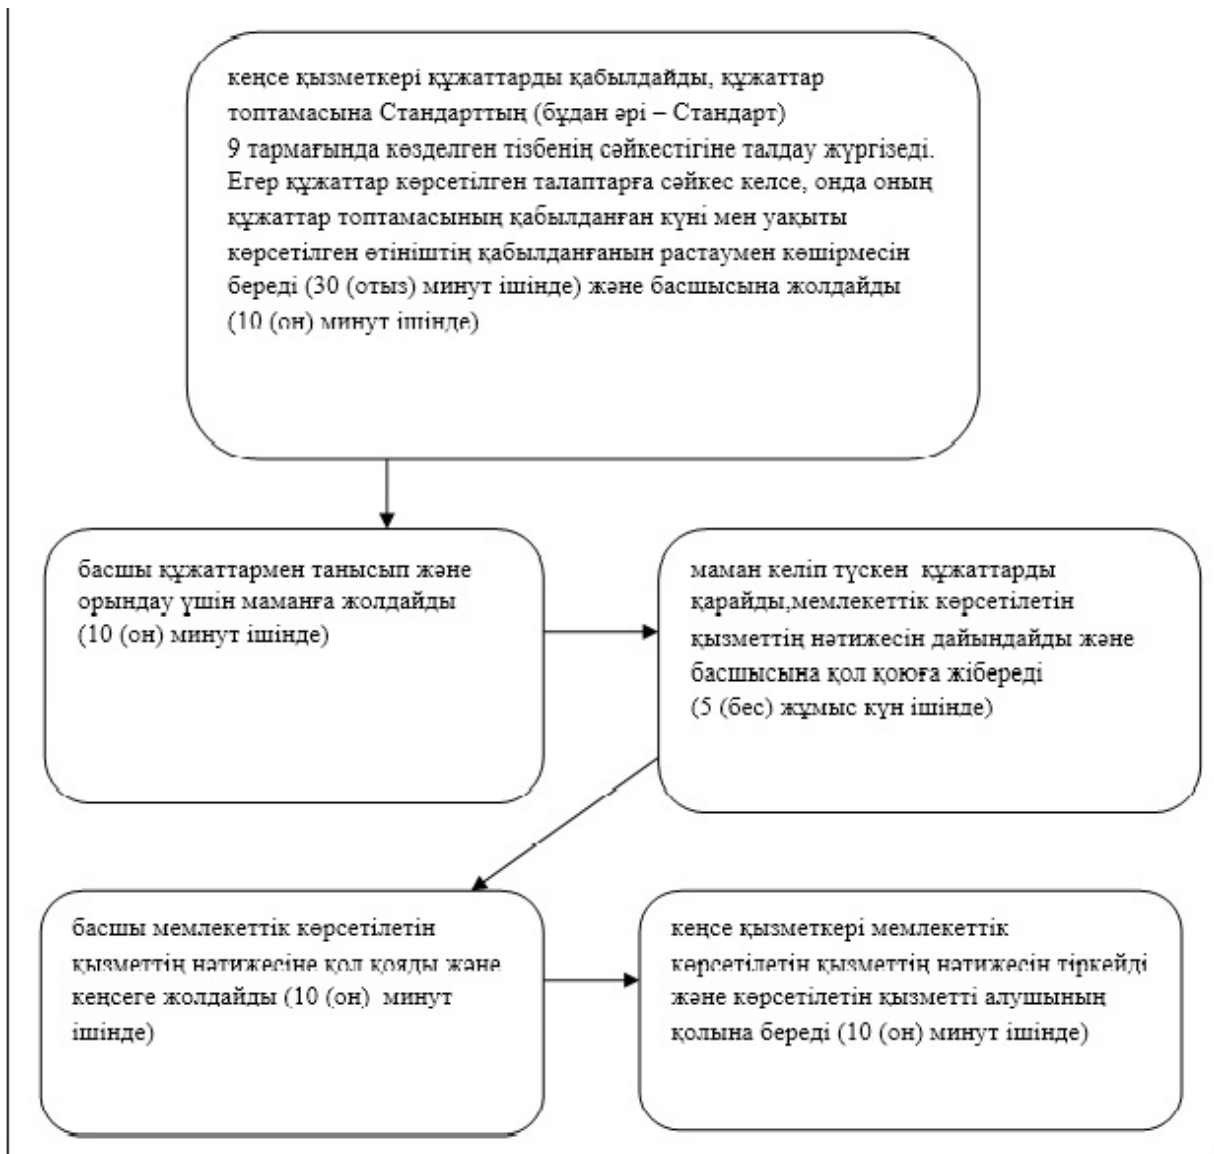 кеңсе қызметкері құжаттарды қабылдайды, құжаттар
топтамасына Стандарттың (бұдан әрі – Стандарт)
9 тармағында көзделген тізбенің сәйкестігіне талдау жүргізеді.
Егер құжаттар көрсетілген талаптарға сәйкес келсе, онда оның
құжаттар топтамасының қабылданған күні мен уақыты
көрсетілген өтініштің қабылданғанын растаумен көшірмесін
береді (30 (отыз) минут ішінде) және басшысына жолдайды
(10 (он) минут ішінде)
басшы құжаттармен танысып және
орындау үшін маманға жолдайды
(10 (он) минут ішінде)
маман келіп түскен  құжаттарды
қарайды,мемлекеттік көрсетілетін
қызметтің нәтижесін дайындайды және
басшысына қол қоюға жібереді
(5 (бес) жұмыс күн ішінде)
басшы мемлекеттік көрсетілетін
қызметтің нәтижесіне қол қояды және
кеңсеге жолдайды (10 (он)  минут
ішінде)
кеңсе қызметкері мемлекеттік
көрсетілетін қызметтің нәтижесін тіркейді
және көрсетілетін қызметті алушының
қолына береді (10 (он) минут ішінде)